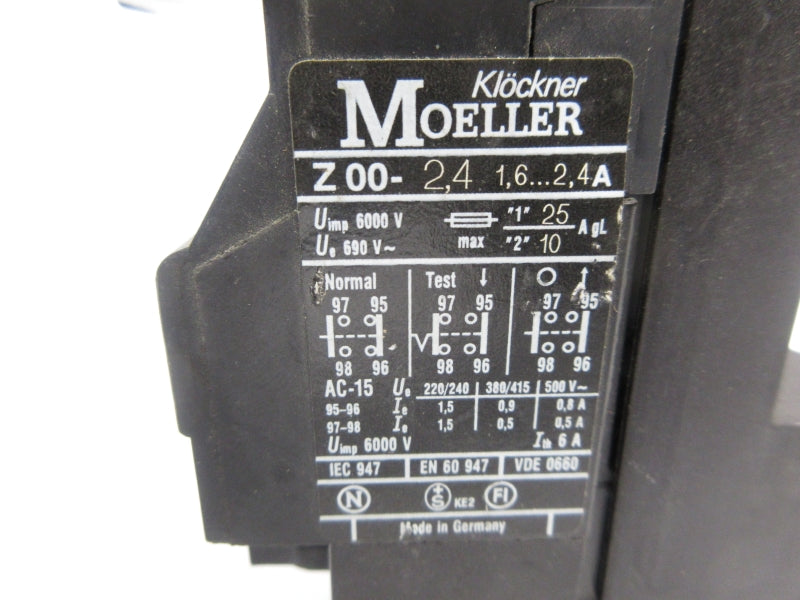 Klöckner
MOELLER
Z 00- 2,4 1,6...2,4A
Uimp 6000 V "1" 25 A gL
Ue 690 V~ max "2" 10
Normal Test ↓ O ↑
97 95 97 95 97 95
98 96 98 96 98 96
AC-15 Ue 220/240 380/415 500 V~
95-96 Ie 1,5 0,9 0,8 A
97-98 Ie 1,5 0,5 0,5 A
Uimp 6000 V Ith 6 A
IEC 947 EN 60 947 VDE 0660
N S KE2 FI
Made in Germany